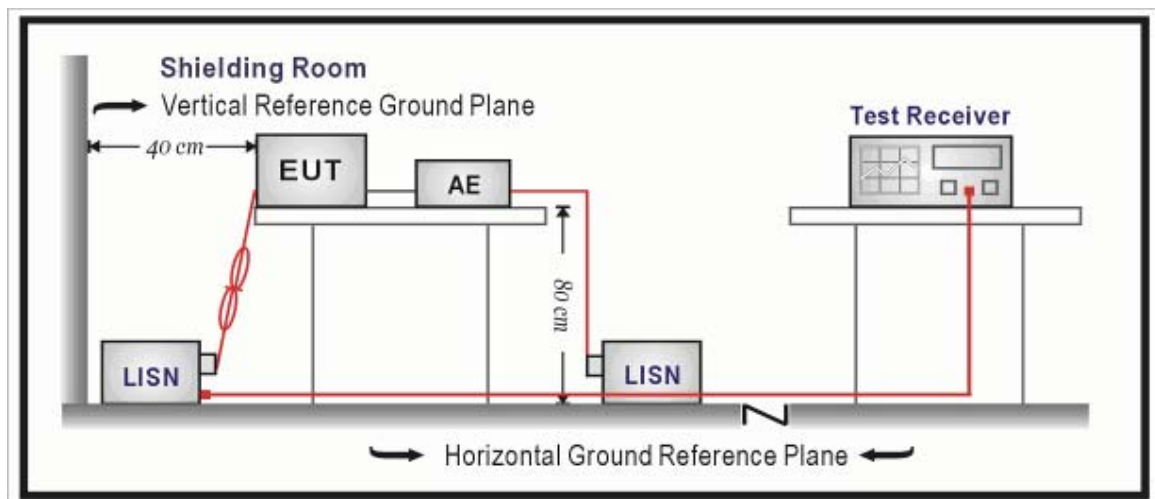 Shielding Room
Vertical Reference Ground Plane
40 cm
EUT
AE
Test Receiver
80 cm
LISN
LISN
Horizontal Ground Reference Plane